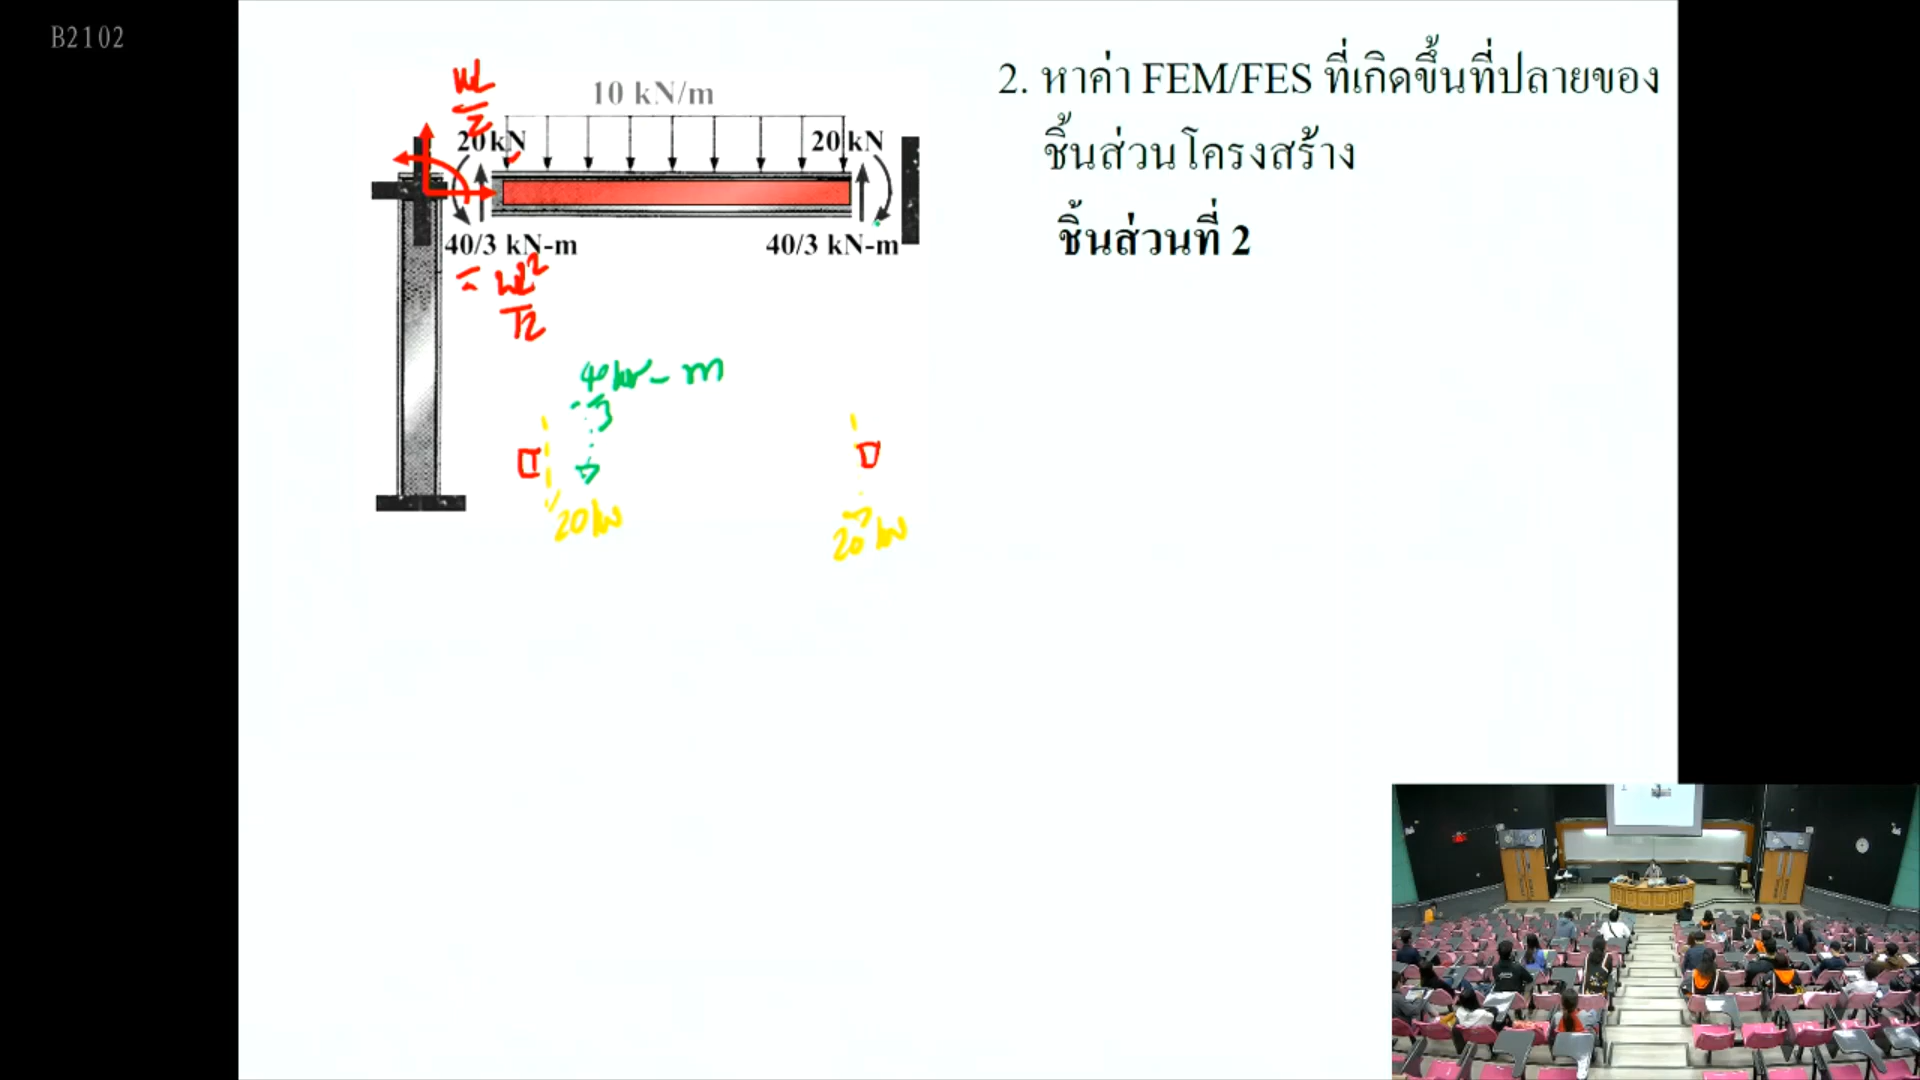 B2102
2. หาค่า FEM/FES ที่เกิดขึ้นที่ปลายของ
ชิ้นส่วนโครงสร้าง
ชิ้นส่วนที่ 2
wL
2
10 kN/m
20 kN
20 kN
40/3 kN-m
40/3 kN-m
= wL²
12
40 kN-m
20 kN
20 kN